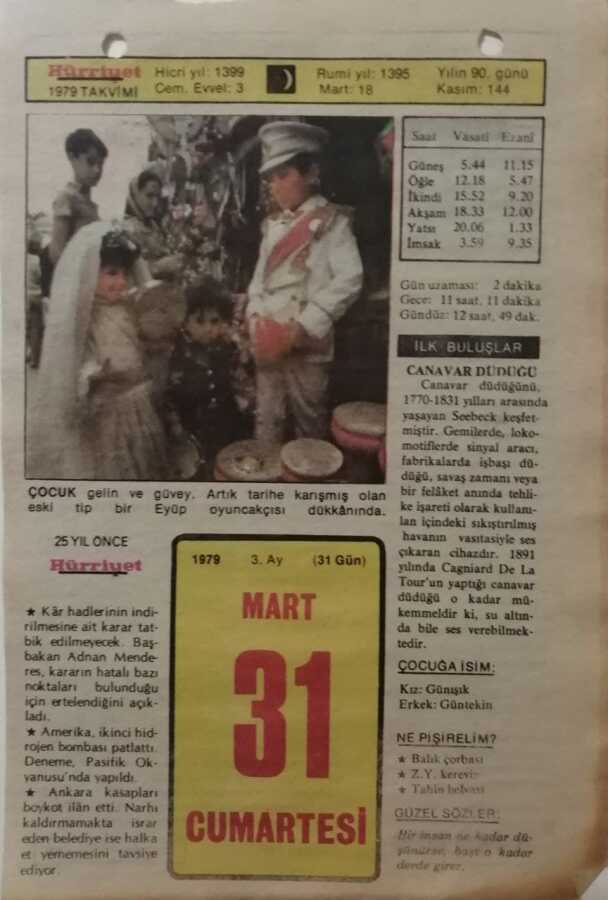 Hürriyet
1979 TAKVİMİ
Hicri yıl: 1399
Cem. Evvel: 3
Rumi yıl: 1395
Mart: 18
Yılın 90. günü
Kasım: 144
Saat Vasati Ezani
Güneş 5.44 11.15
Öğle 12.18 5.47
İkindi 15.52 9.20
Akşam 18.33 12.00
Yatsı 20.06 1.33
İmsak 3.59 9.35
Gün uzaması: 2 dakika
Gece: 11 saat, 11 dakika
Gündüz: 12 saat, 49 dak.
ÇOCUK gelin ve güvey. Artık tarihe karışmış olan
eski tip bir Eyüp oyuncakçısı dükkânında.
İLK BULUŞLAR
CANAVAR DÜDÜĞÜ
Canavar düdüğünü,
1770-1831 yılları arasında
yaşayan Seebeck keşfet-
miştir. Gemilerde, loko-
motiflerde sinyal aracı,
fabrikalarda işbaşı dü-
düğü, savaş zamanı veya
bir felâket anında tehli-
ke işareti olarak kullanı-
lan içindeki sıkıştırılmış
havanın vasıtasiyle ses
çıkaran cihazdır. 1891
yılında Cagniard De La
Tour'un yaptığı canavar
düdüğü o kadar mü-
kemmeldir ki, su altın-
da bile ses verebilmek-
tedir.
ÇOCUĞA İSİM:
Kız: Günışık
Erkek: Güntekin
NE PİŞİRELİM?
★ Balık çorbası
★ Z.Y. kereviz
★ Tahin helvası
GÜZEL SÖZLER:
Bir insan ne kadar dü-
şünürse, başı o kadar
derde girer.
25 YIL ÖNCE
Hürriyet
★ Kâr hadlerinin indi-
rilmesine ait karar tat-
bik edilmeyecek. Baş-
bakan Adnan Mende-
res, kararın hatalı bazı
noktaları bulunduğu
için ertelendiğini açık-
ladı.
★ Amerika, ikinci hid-
rojen bombası patlattı.
Deneme, Pasifik Ok-
yanusu'nda yapıldı.
★ Ankara kasapları
boykot ilân etti. Narhı
kaldırmamakta israr
eden belediye ise halka
et yememesini tavsiye
ediyor.
1979 3. Ay (31 Gün)
MART
31
CUMARTESİ